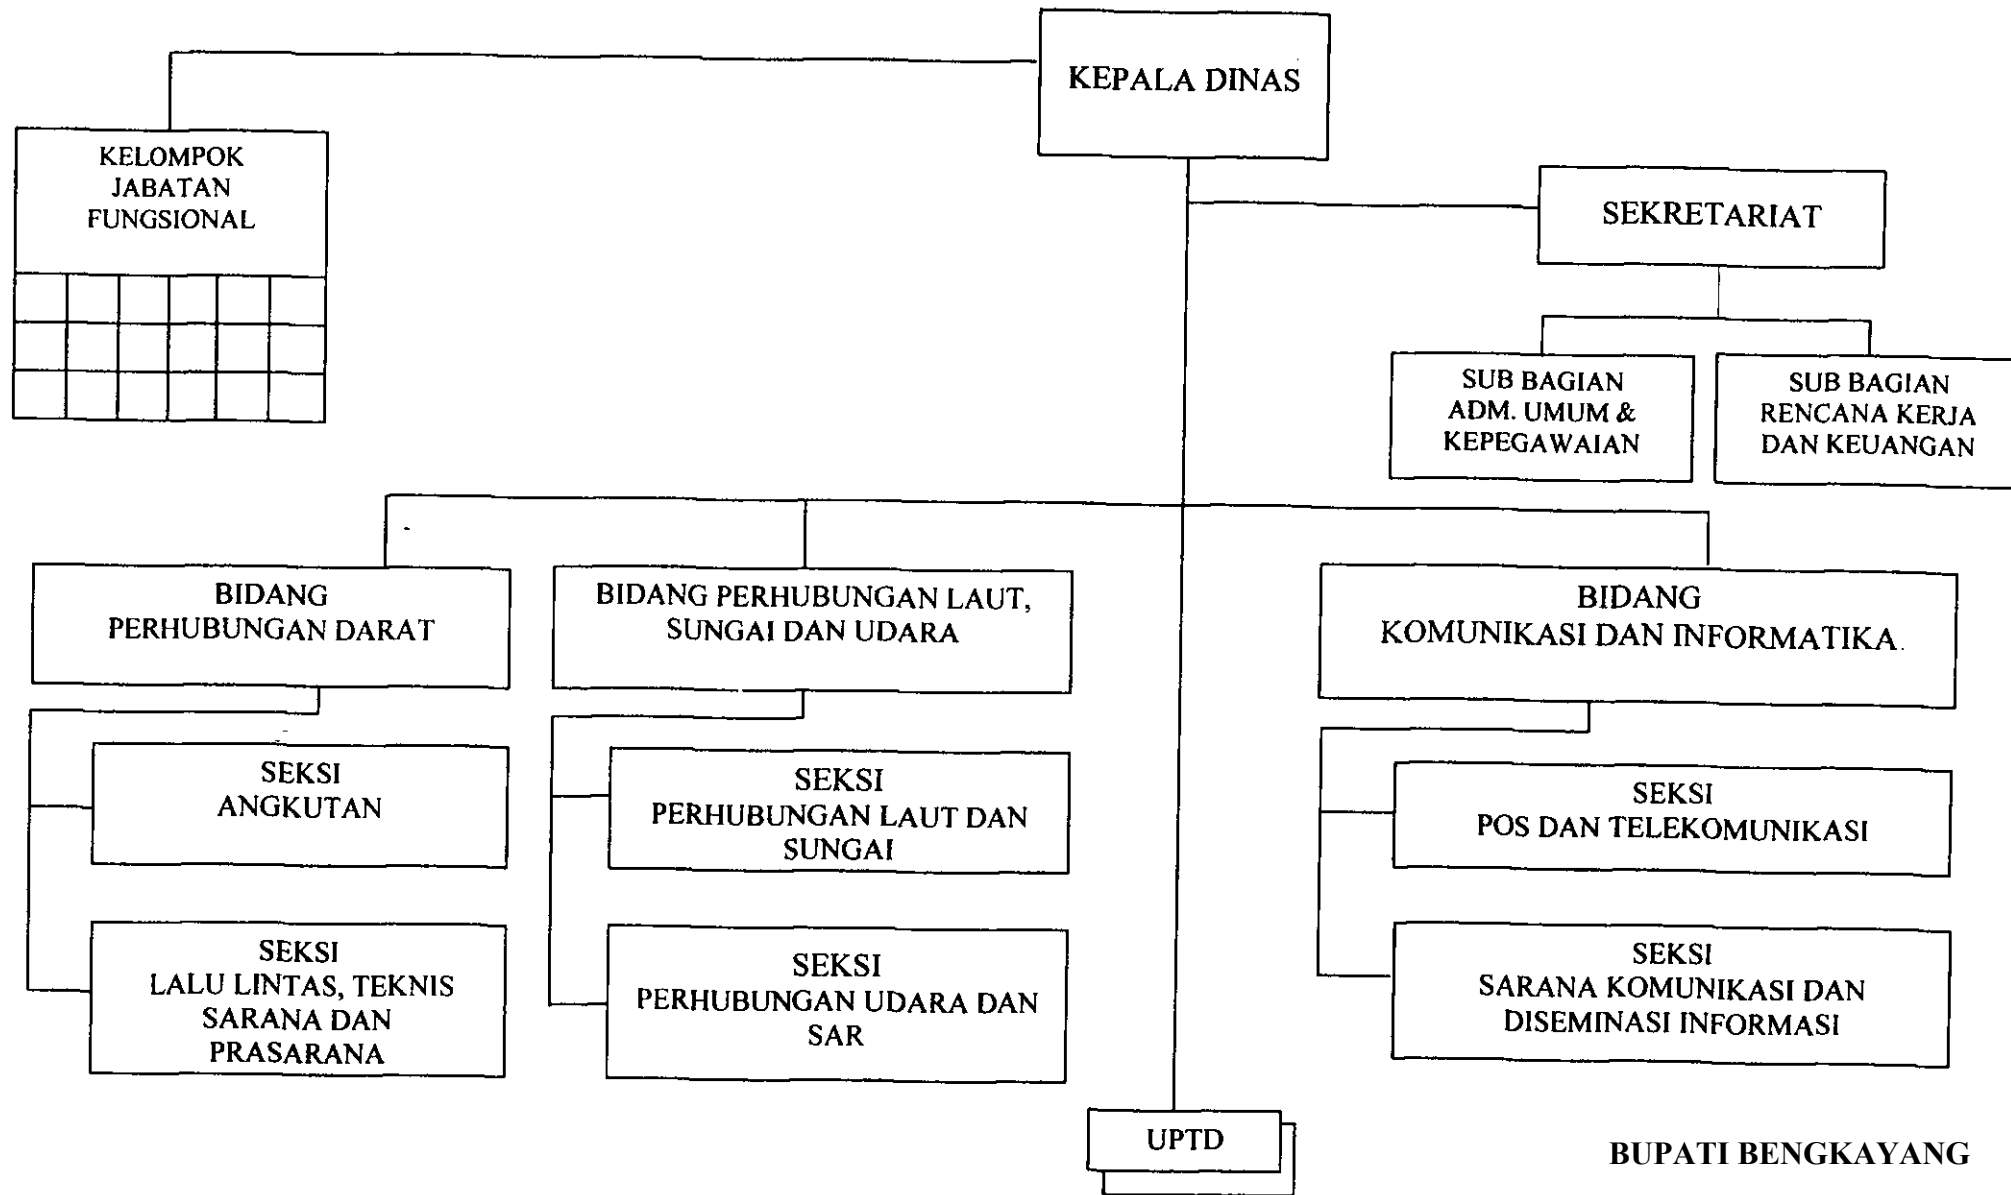 KEPALA DINAS
KELOMPOK
JABATAN
FUNGSIONAL
SEKRETARIAT
SUB BAGIAN
ADM. UMUM &
KEPEGAWAIAN
SUB BAGIAN
RENCANA KERJA
DAN KEUANGAN
BIDANG
PERHUBUNGAN DARAT
BIDANG PERHUBUNGAN LAUT,
SUNGAI DAN UDARA
BIDANG
KOMUNIKASI DAN INFORMATIKA
SEKSI
ANGKUTAN
SEKSI
PERHUBUNGAN LAUT DAN
SUNGAI
SEKSI
POS DAN TELEKOMUNIKASI
SEKSI
LALU LINTAS, TEKNIS
SARANA DAN
PRASARANA
SEKSI
PERHUBUNGAN UDARA DAN
SAR
SEKSI
SARANA KOMUNIKASI DAN
DISEMINASI INFORMASI
UPTD
BUPATI BENGKAYANG